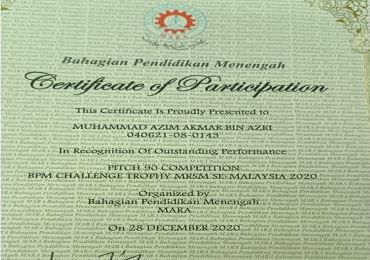 MARA
Bahagian Pendidikan Menengah
Certificate of Participation
This Certificate Is Proudly Presented to
MUHAMMAD AZIM AKMAR BIN AZRI
040621-08-0143
In Recognition Of Outstanding Performance
PITCH 90 COMPETITION
BPM CHALLENGE TROPHY MKSM SE-MALAYSIA 2020
Organized by
Bahagian Pendidikan Menengah
MARA
On 28 DECEMBER 2020